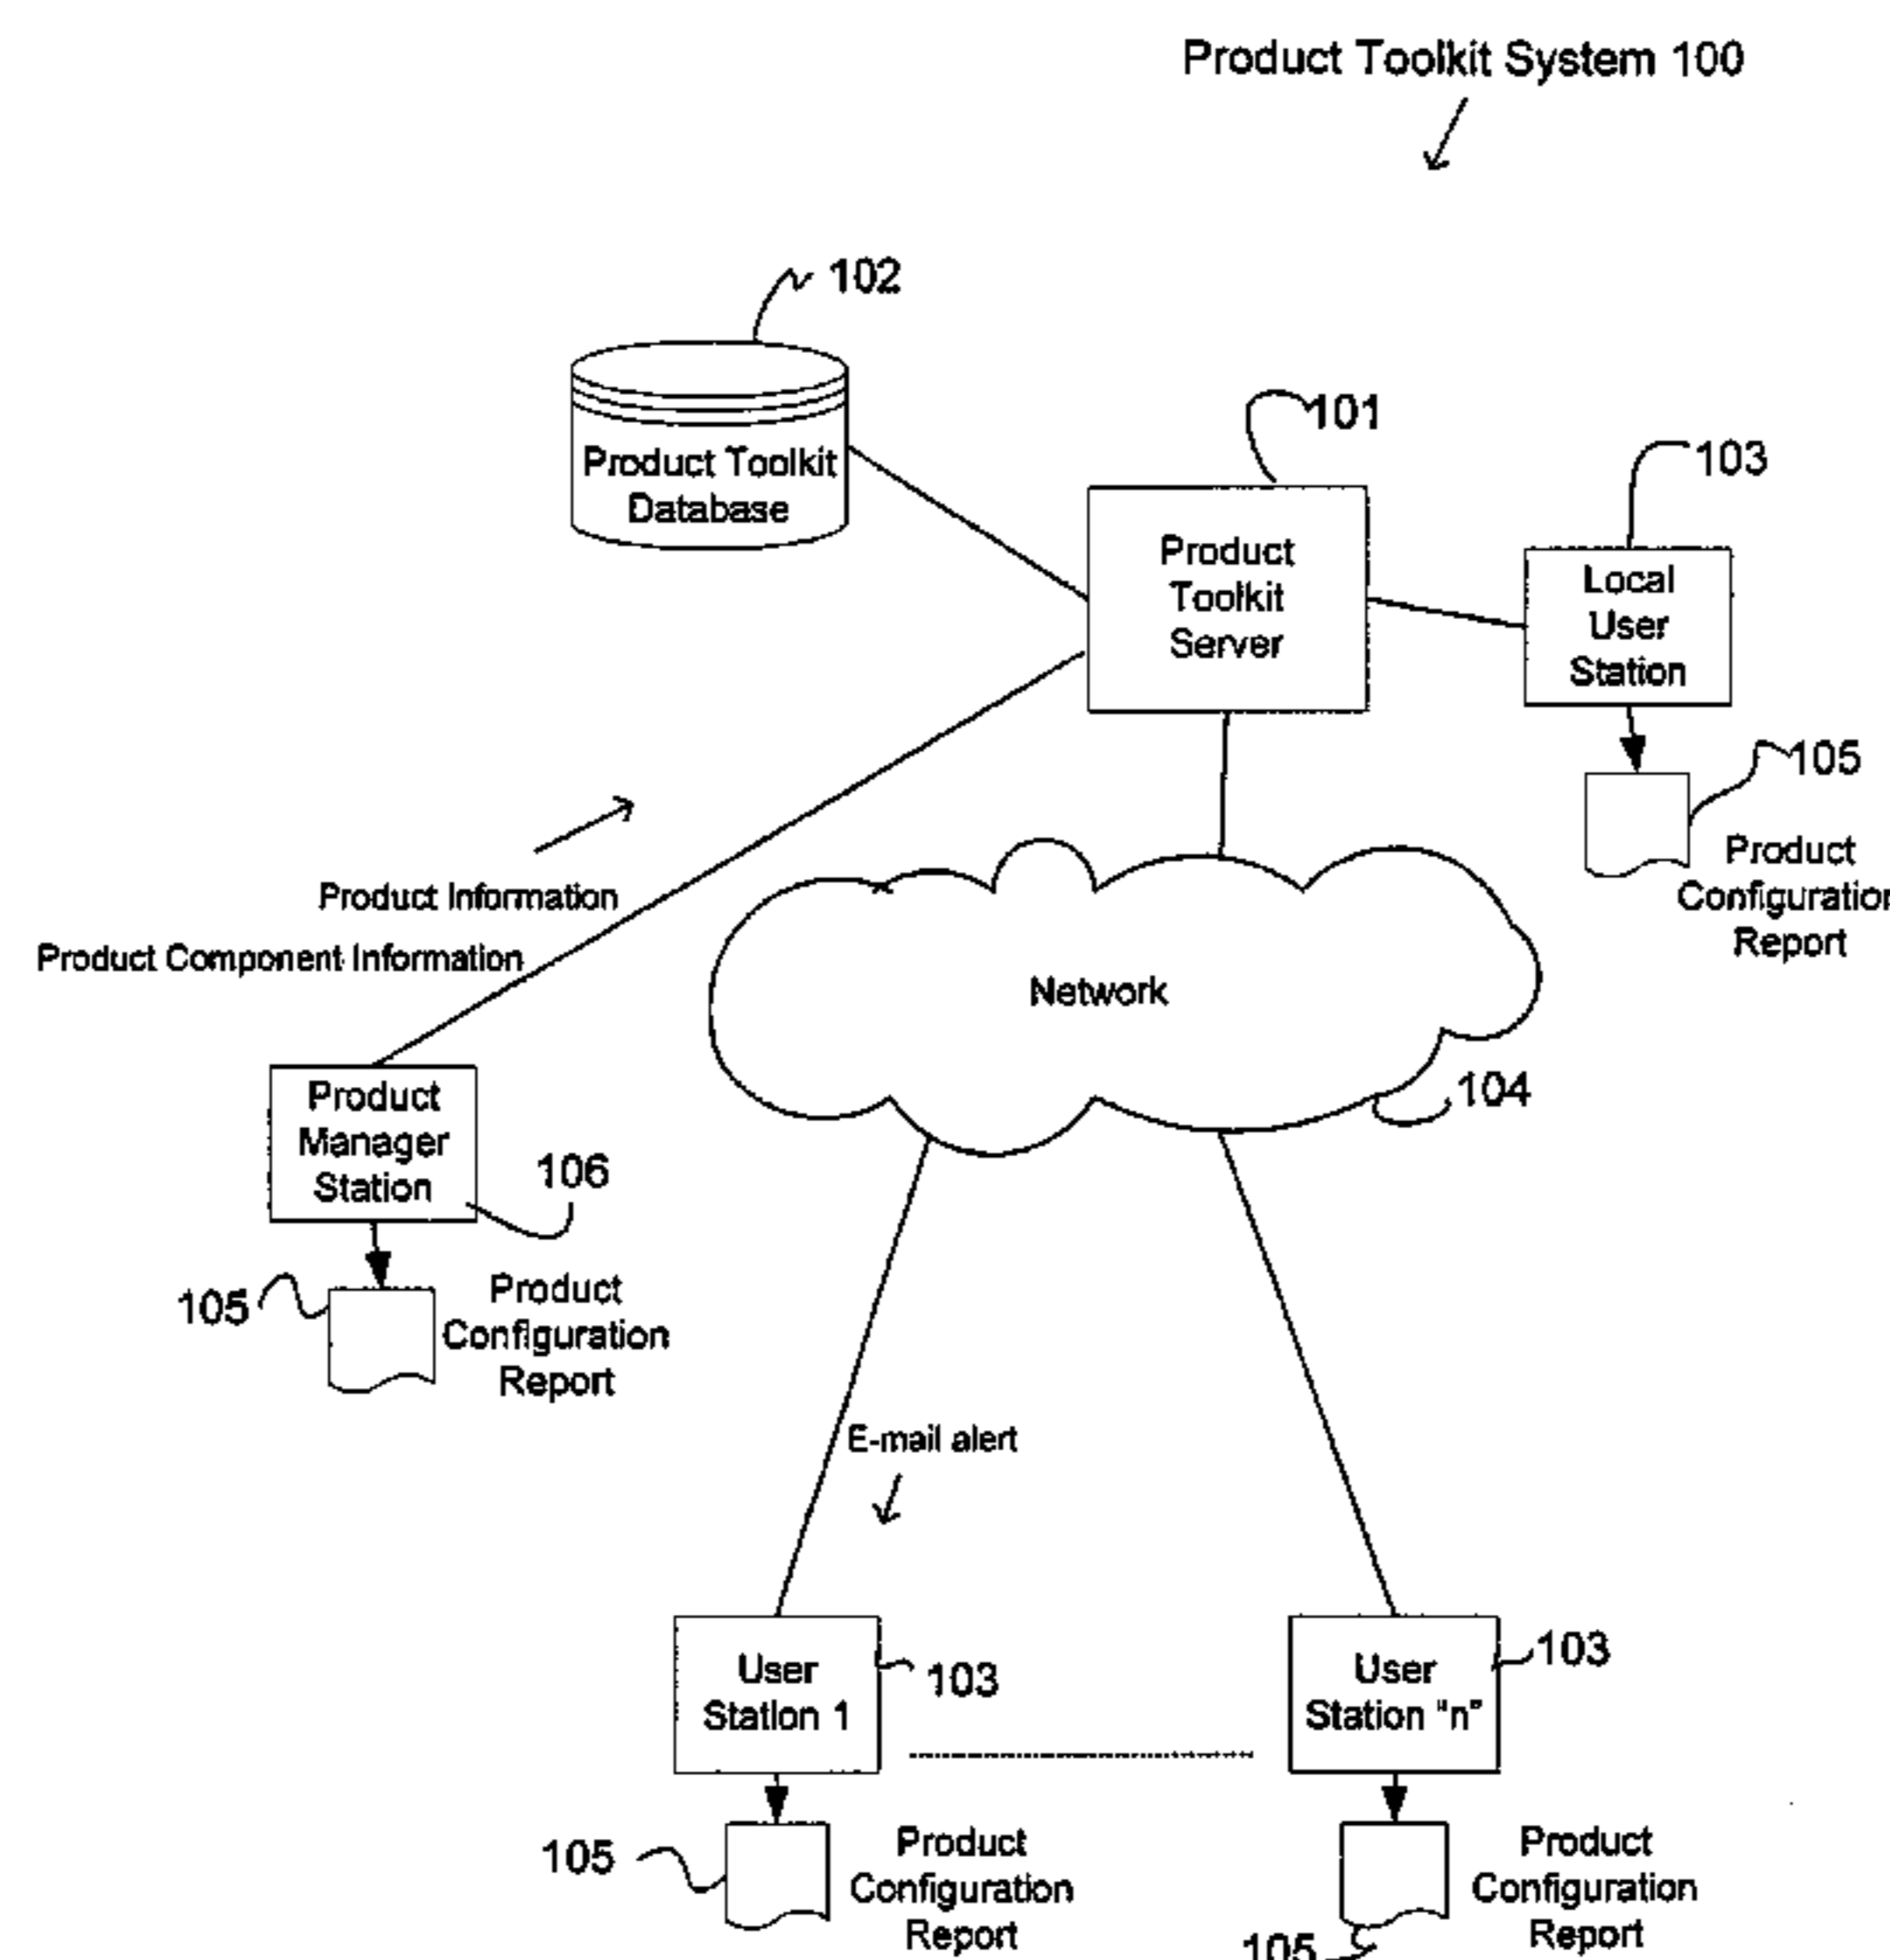 Product Toolkit System 100
102
Product Toolkit
Database
101
Product
Toolkit
Server
103
Local
User
Station
105
Product
Configuration
Report
Product Information
Product Component Information
Network
104
Product
Manager
Station
106
105
Product
Configuration
Report
E-mail alert
User
Station 1
103
User
Station "n"
103
105
Product
Configuration
Report
Product
Configuration
Report
105